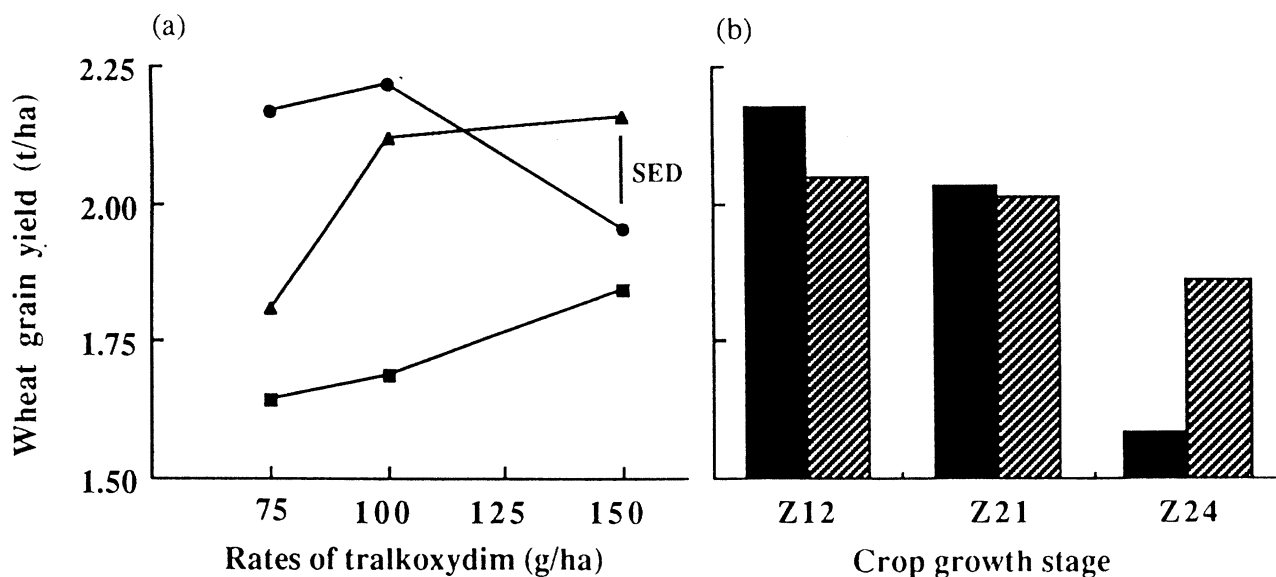 (a)
(b)
Wheat grain yield (t/ha)
2.25
2.00
1.75
1.50
SED
75 100 125 150
Rates of tralkoxydim (g/ha)
Z12 Z21 Z24
Crop growth stage